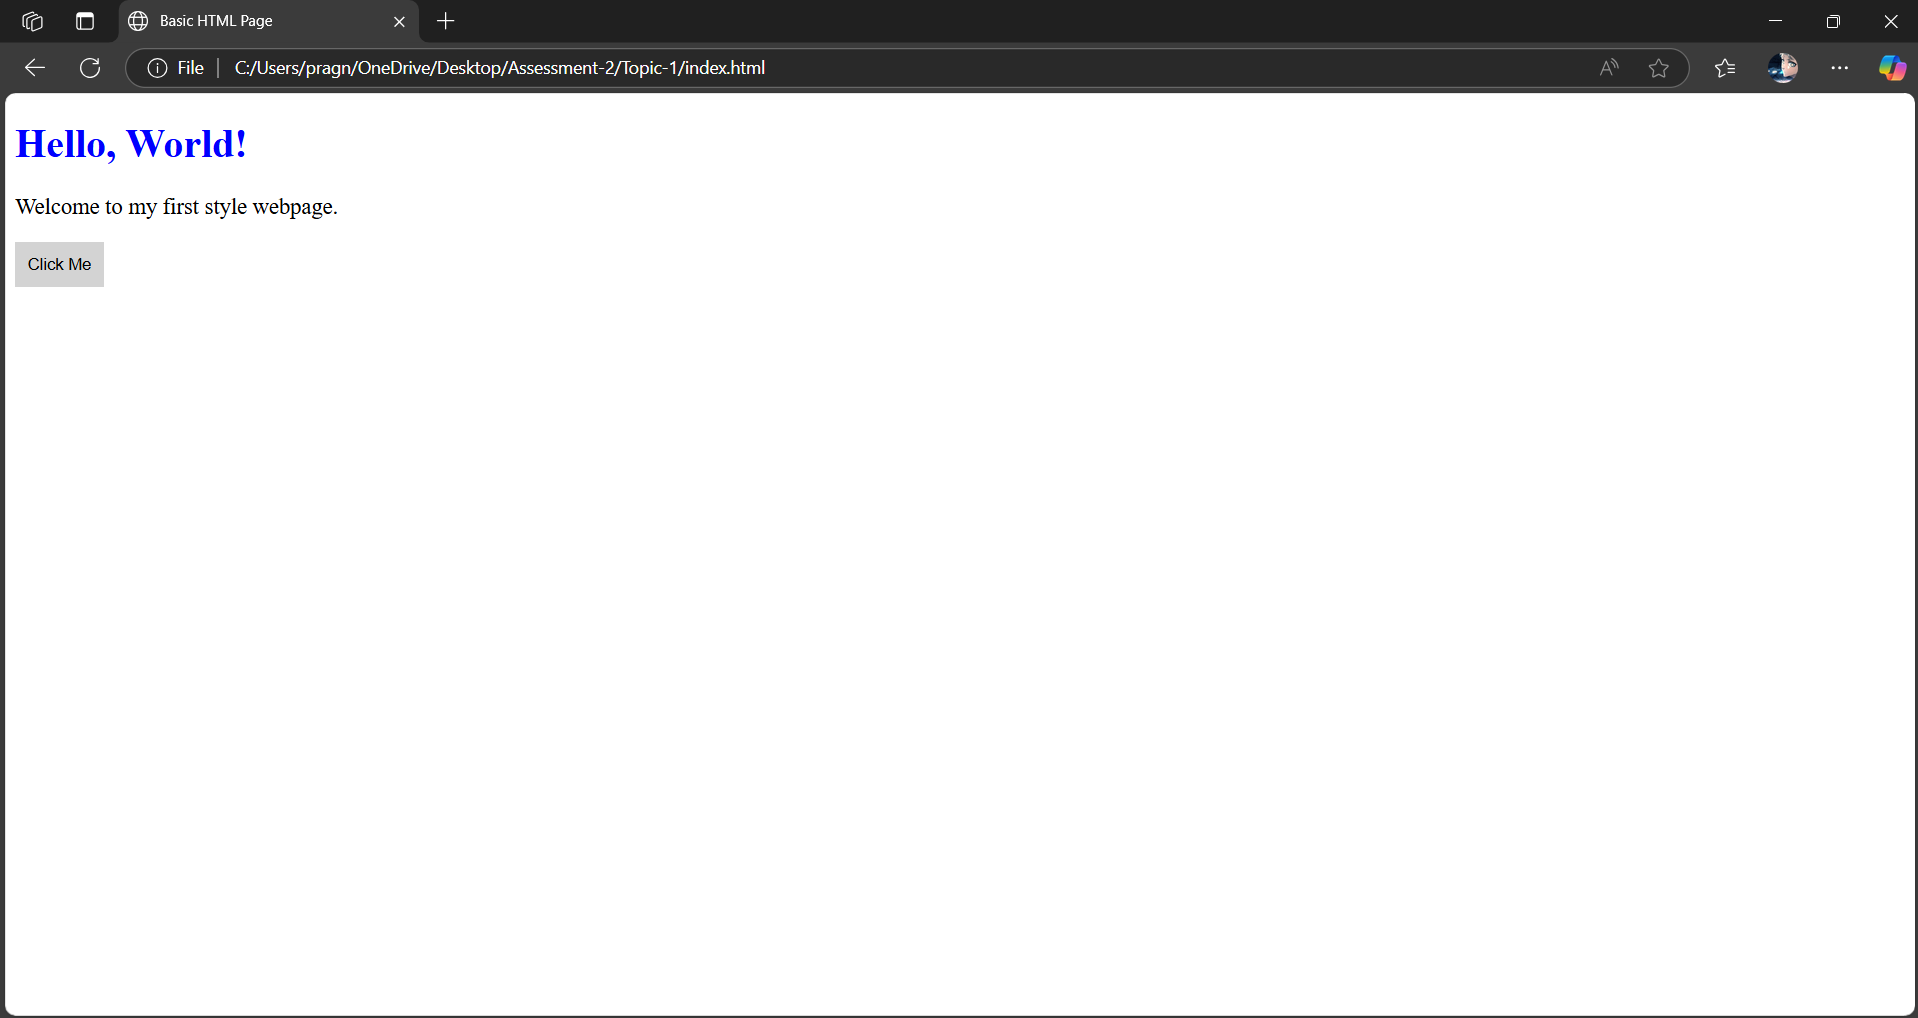 Basic HTML Page
File
C:/Users/pragn/OneDrive/Desktop/Assessment-2/Topic-1/index.html
Hello, World!
Welcome to my first style webpage.
Click Me